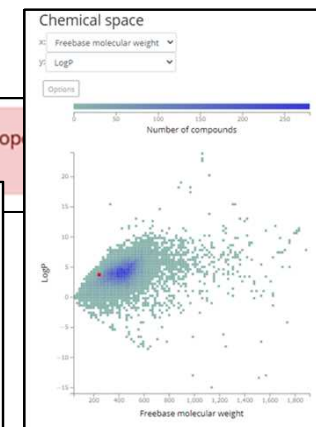 Chemical space
x: Freebase molecular weight
y: LogP
Options
0 50 100 150 200 250
Number of compounds
ope
20
15
10
5
0
-5
-10
-15
LogP
200 400 600 800 1,000 1,200 1,400 1,600 1,800
Freebase molecular weight